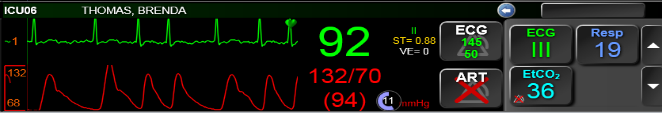 ICU06 THOMAS, BRENDA
~1
92
II
ST= 0.88
VE= 0
ECG
145
50
ECG
III
Resp
19
132
68
132/70
(94)
11
mmHg
ART
EtCO₂
36